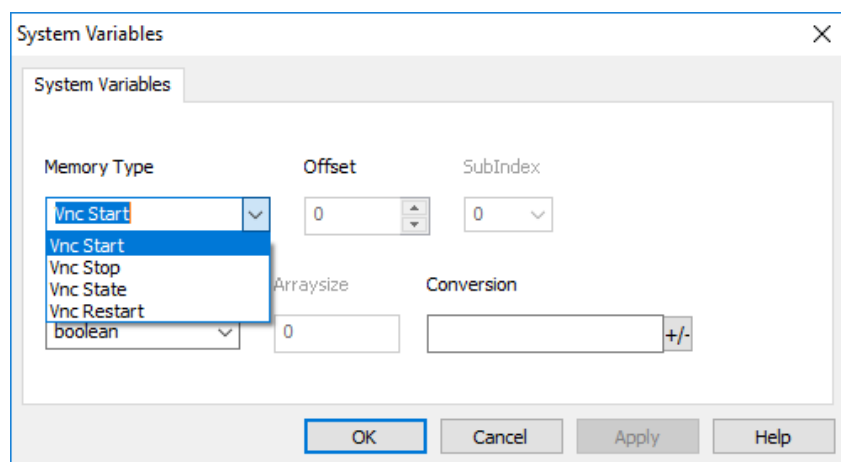 System Variables
System Variables
Memory Type Offset SubIndex
Vnc Start 0 0
Vnc Start
Vnc Stop
Vnc State
Vnc Restart
Arraysize Conversion
boolean 0 +/-
OK Cancel Apply Help